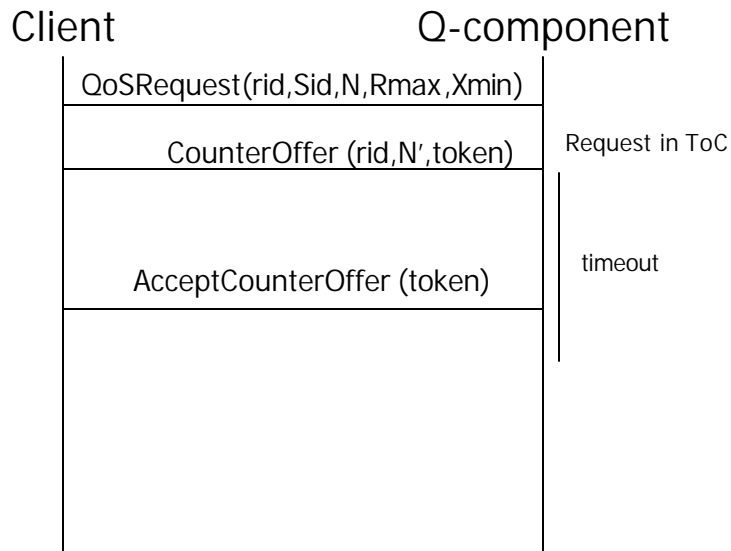 Client
Q-component
QoSRequest(rid,Sid,N,Rmax,Xmin)
CounterOffer (rid,N’,token)
Request in ToC
timeout
AcceptCounterOffer (token)